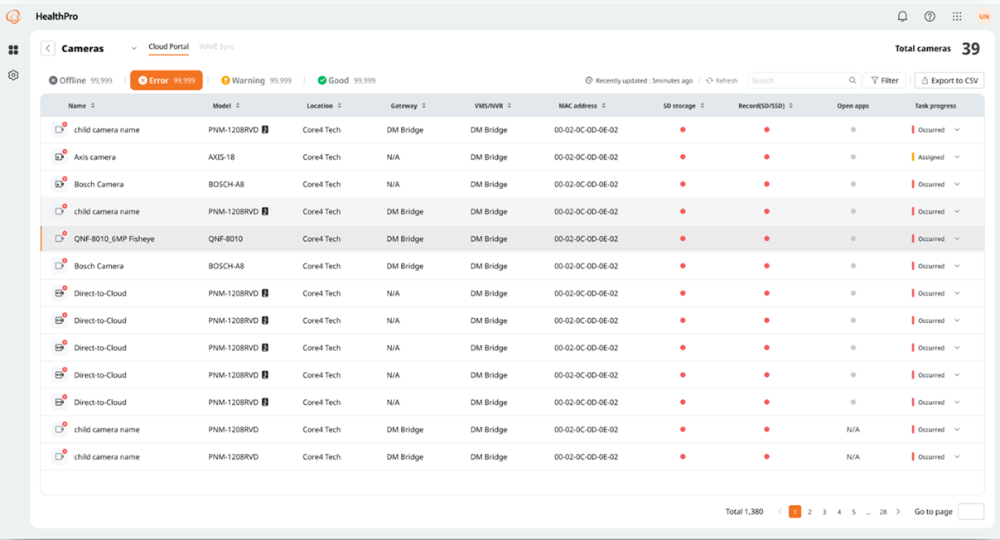 HealthPro
UN
Cameras Cloud Portal WAVE Sync Total cameras 39
Offline 99,999 Error 99,999 Warning 99,999 Good 99,999 Recently updated : 5minutes ago Refresh Search Filter Export to CSV
Name Model Location Gateway VMS/NVR MAC address SD storage Record(SD/SSD) Open apps Task progress
child camera name PNM-1208RVD 2 Core4 Tech DM Bridge DM Bridge 00-02-0C-0D-0E-02 Occurred
Axis camera AXIS-18 Core4 Tech N/A DM Bridge 00-02-0C-0D-0E-02 Assigned
Bosch Camera BOSCH-A8 Core4 Tech N/A DM Bridge 00-02-0C-0D-0E-02 Occurred
child camera name PNM-1208RVD 2 Core4 Tech DM Bridge DM Bridge 00-02-0C-0D-0E-02 Occurred
QNF-8010_6MP Fisheye QNF-8010 Core4 Tech DM Bridge DM Bridge 00-02-0C-0D-0E-02 Occurred
Bosch Camera BOSCH-A8 Core4 Tech DM Bridge DM Bridge 00-02-0C-0D-0E-02 Occurred
Direct-to-Cloud PNM-1208RVD 2 Core4 Tech N/A DM Bridge 00-02-0C-0D-0E-02 Occurred
Direct-to-Cloud PNM-1208RVD 2 Core4 Tech N/A DM Bridge 00-02-0C-0D-0E-02 Occurred
Direct-to-Cloud PNM-1208RVD 2 Core4 Tech N/A DM Bridge 00-02-0C-0D-0E-02 Occurred
Direct-to-Cloud PNM-1208RVD 2 Core4 Tech N/A DM Bridge 00-02-0C-0D-0E-02 Occurred
Direct-to-Cloud PNM-1208RVD 2 Core4 Tech N/A DM Bridge 00-02-0C-0D-0E-02 Occurred
child camera name PNM-1208RVD Core4 Tech DM Bridge DM Bridge 00-02-0C-0D-0E-02 N/A Occurred
child camera name PNM-1208RVD Core4 Tech DM Bridge DM Bridge 00-02-0C-0D-0E-02 N/A Occurred
Total 1,380 1 2 3 4 5 ... 28 Go to page